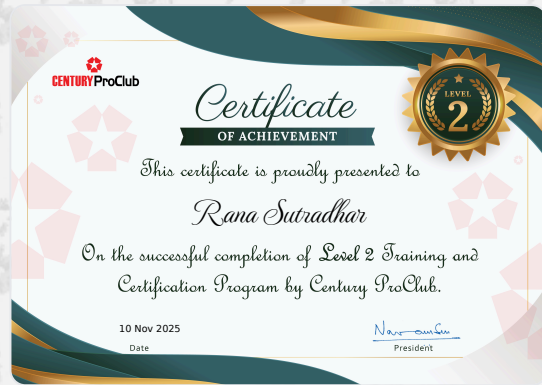 CENTURY ProClub
Certificate
OF ACHIEVEMENT
LEVEL
2
This certificate is proudly presented to
Rana Sutradhar
On the successful completion of Level 2 Training and
Certification Program by Century ProClub.
10 Nov 2025
Date
President